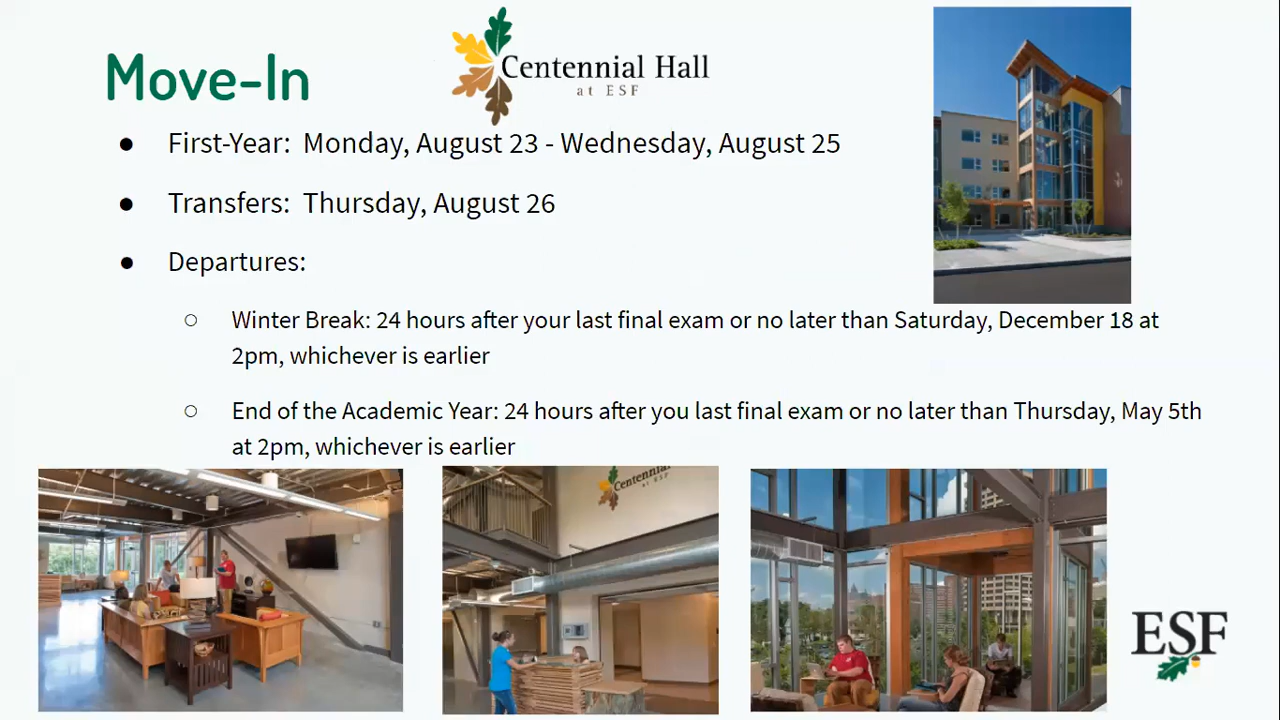 Centennial Hall
at ESF
Move-In
● First-Year: Monday, August 23 - Wednesday, August 25
● Transfers: Thursday, August 26
● Departures:
○ Winter Break: 24 hours after your last final exam or no later than Saturday, December 18 at
2pm, whichever is earlier
○ End of the Academic Year: 24 hours after you last final exam or no later than Thursday, May 5th
at 2pm, whichever is earlier
Centennial
at ESF
ESF